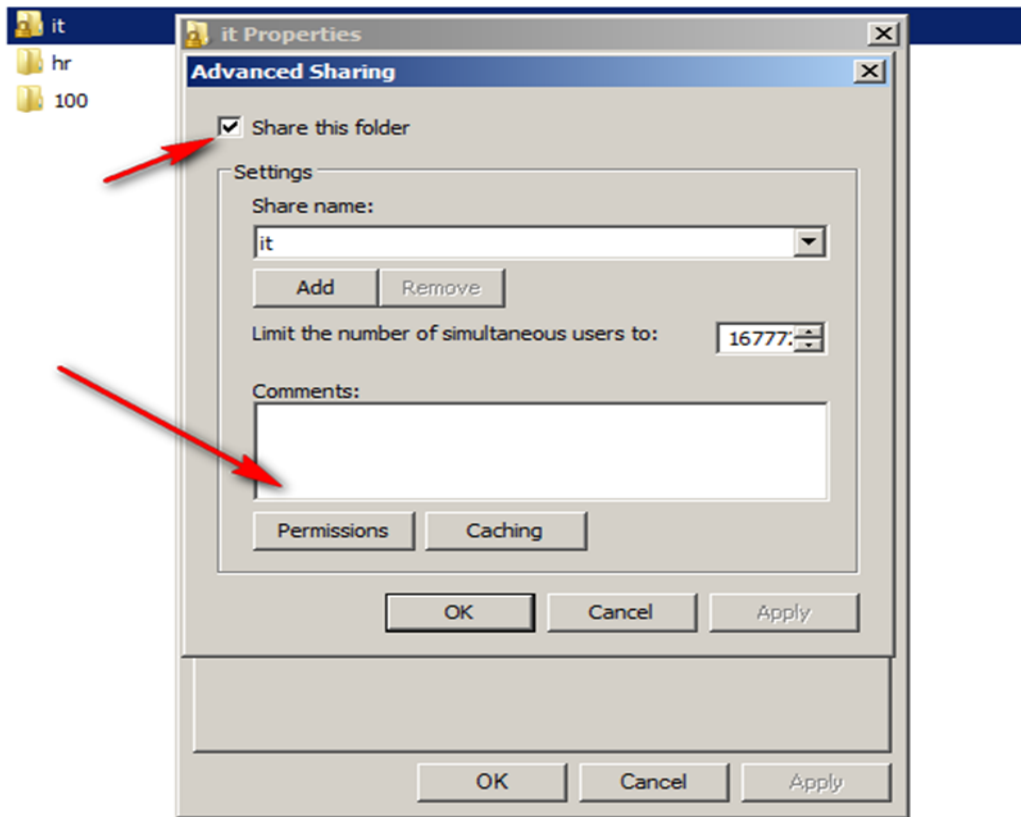 it
it Properties
hr
Advanced Sharing
100
Share this folder
Settings
Share name:
it
Add Remove
Limit the number of simultaneous users to:
Comments:
Permissions Caching
OK Cancel Apply
OK Cancel Apply